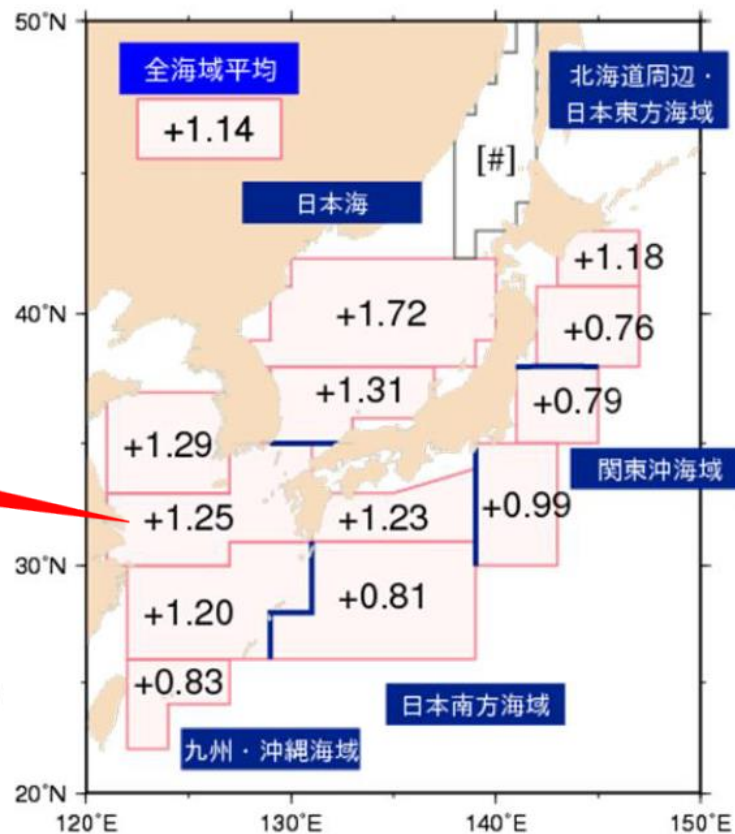 50˚N
全海域平均
+1.14
北海道周辺・
日本東方海域
[#]
日本海
+1.18
40˚N
+1.72
+0.76
+1.31
+0.79
+1.29
関東沖海域
+1.25
+1.23
+0.99
30˚N
+1.20
+0.81
+0.83
日本南方海域
九州・沖縄海域
20˚N
120˚E
130˚E
140˚E
150˚E